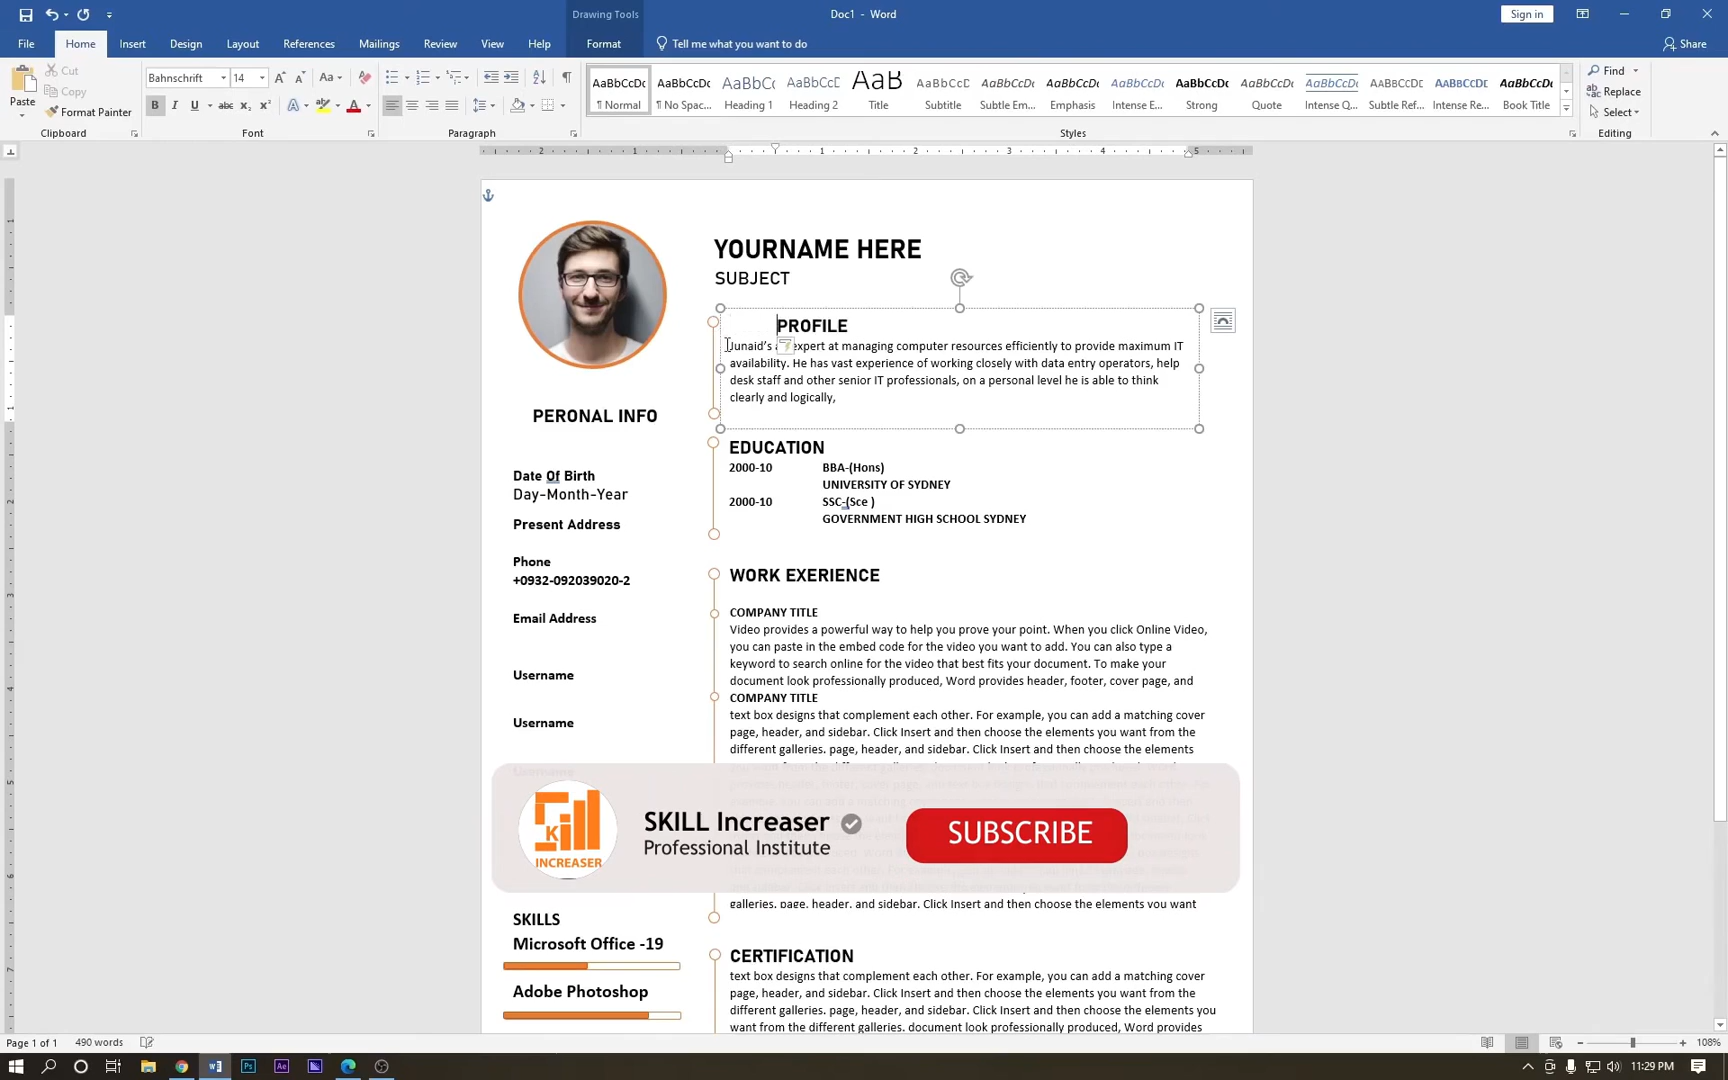 Drawing Tools
Doc1 - Word
Sign in
File Home Insert Design Layout References Mailings Review View Help Format Tell me what you want to do Share
Paste
Cut
Copy
Format Painter
Clipboard
Bahnschrift 14
Font
Paragraph
AaBbCcDc AaBbCcDc AaBbCcDc AaBbCcD AaB AaBbCcD AaBbCcDc AaBbCcDc AaBbCcDc AaBbCcDc AaBbCcDc AaBbCcDc AaBbCcDE AaBbCcDE AaBbCcDc
¶ Normal ¶ No Spac... Heading 1 Heading 2 Title Subtitle Subtle Em... Emphasis Intense E... Strong Quote Intense Q... Subtle Ref... Intense Re... Book Title
Styles
Find
Replace
Select
Editing
YOURNAME HERE
SUBJECT
PROFILE
Junaid’s expert at managing computer resources efficiently to provide maximum IT
availability. He has vast experience of working closely with data entry operators, help
desk staff and other senior IT professionals, on a personal level he is able to think
clearly and logically,
PERONAL INFO
Date Of Birth
Day-Month-Year
Present Address
Phone
+0932-092039020-2
Email Address
Username
Username
EDUCATION
2000-10 BBA-(Hons)
UNIVERSITY OF SYDNEY
2000-10 SSC-(Sce )
GOVERNMENT HIGH SCHOOL SYDNEY
WORK EXERIENCE
COMPANY TITLE
Video provides a powerful way to help you prove your point. When you click Online Video,
you can paste in the embed code for the video you want to add. You can also type a
keyword to search online for the video that best fits your document. To make your
document look professionally produced, Word provides header, footer, cover page, and
COMPANY TITLE
text box designs that complement each other. For example, you can add a matching cover
page, header, and sidebar. Click Insert and then choose the elements you want from the
different galleries. page, header, and sidebar. Click Insert and then choose the elements
Kill
INCREASER
SKILL Increaser
Professional Institute
SUBSCRIBE
galleries. page, header, and sidebar. Click Insert and then choose the elements you want
SKILLS
Microsoft Office -19
Adobe Photoshop
CERTIFICATION
text box designs that complement each other. For example, you can add a matching cover
page, header, and sidebar. Click Insert and then choose the elements you want from the
different galleries. page, header, and sidebar. Click Insert and then choose the elements you
want from the different galleries. document look professionally produced, Word provides
Page 1 of 1 490 words 108%
11:29 PM